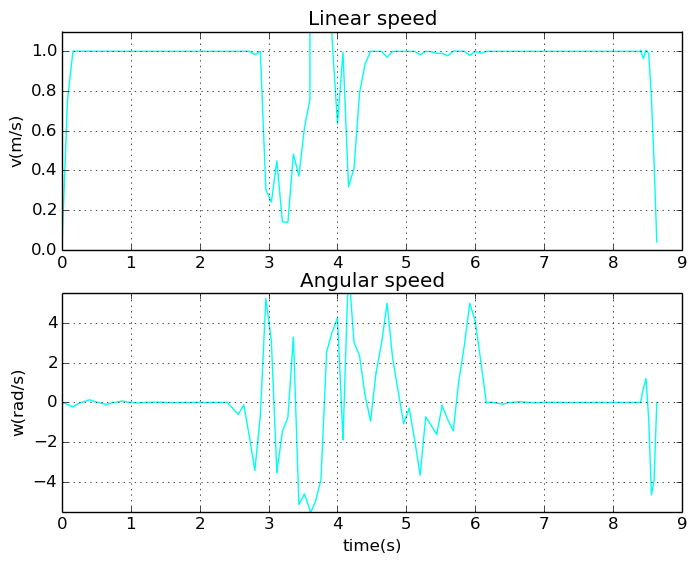 Linear speed
v(m/s)
1.0
0.8
0.6
0.4
0.2
0.0
0 1 2 3 4 5 6 7 8 9
Angular speed
w(rad/s)
4
2
0
−2
−4
0 1 2 3 4 5 6 7 8 9
time(s)